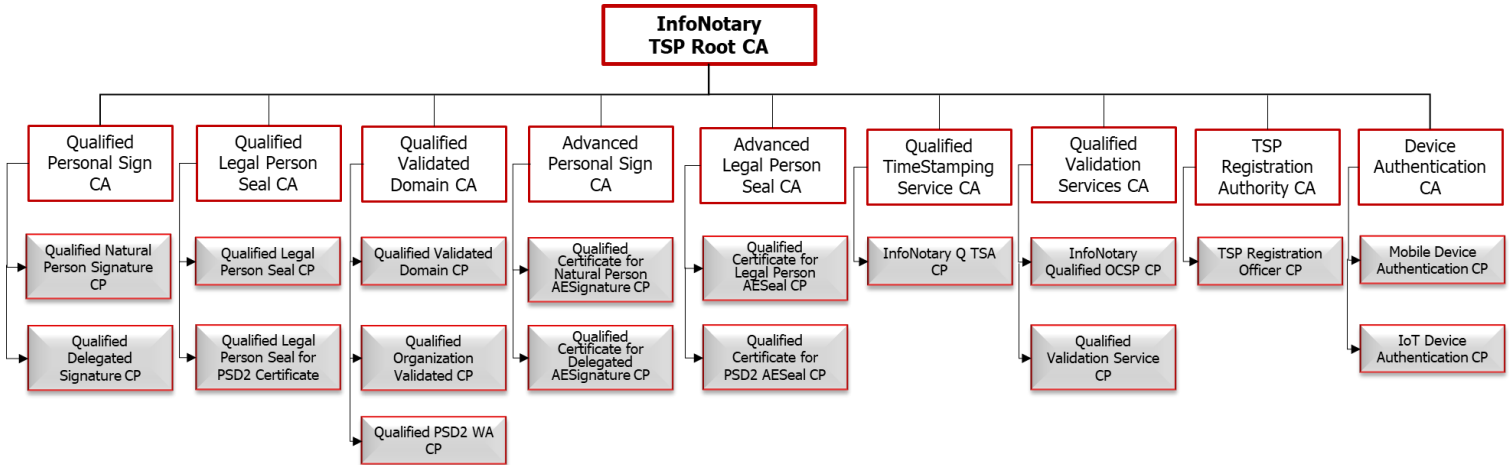 InfoNotary
TSP Root CA
Qualified
Personal Sign
CA
Qualified
Legal Person
Seal CA
Qualified
Validated
Domain CA
Advanced
Personal Sign
CA
Advanced
Legal Person
Seal CA
Qualified
TimeStamping
Service CA
Qualified
Validation
Services CA
TSP
Registration
Authority CA
Device
Authentication
CA
Qualified Natural
Person Signature
CP
Qualified Legal
Person Seal CP
Qualified Validated
Domain CP
Qualified
Certificate for
Natural Person
AESignature CP
Qualified
Certificate for
Legal Person
AESeal CP
InfoNotary Q TSA
CP
InfoNotary
Qualified OCSP CP
TSP Registration
Officer CP
Mobile Device
Authentication CP
Qualified
Delegated
Signature CP
Qualified Legal
Person Seal for
PSD2 Certificate
Qualified
Organization
Validated CP
Qualified
Certificate for
Delegated
AESignature CP
Qualified
Certificate for
PSD2 AESeal CP
Qualified
Validation Service
CP
IoT Device
Authentication CP
Qualified PSD2 WA
CP